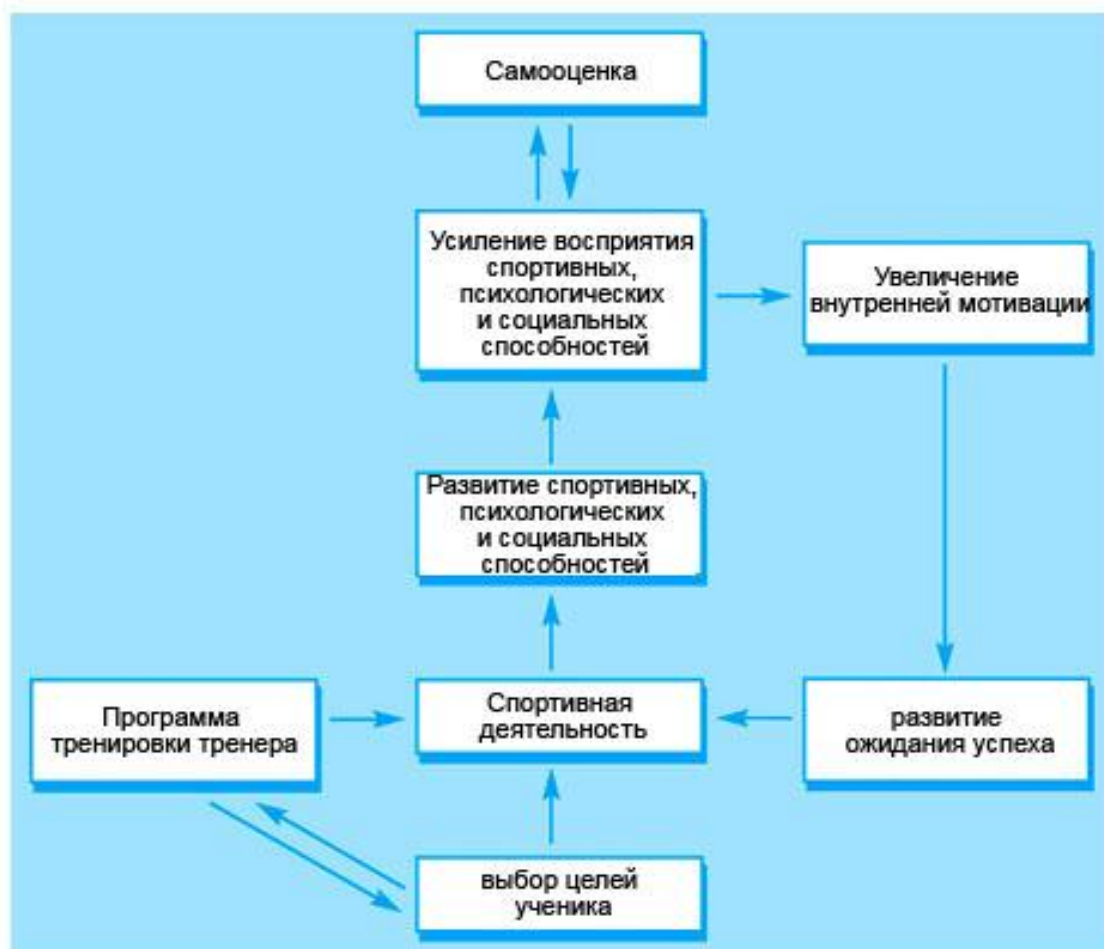 Самооценка
Усиление восприятия
спортивных,
психологических
и социальных
способностей
Увеличение
внутренней мотивации
Развитие спортивных,
психологических
и социальных
способностей
Программа
тренировки тренера
Спортивная
деятельность
развитие
ожидания успеха
выбор целей
ученика